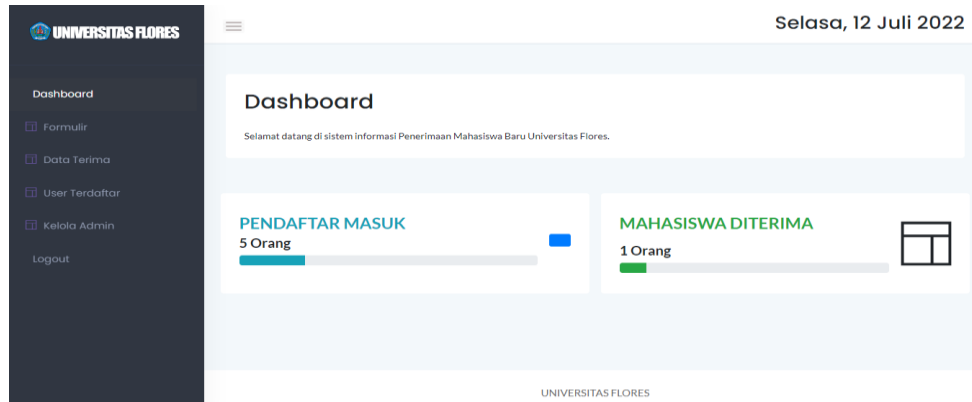 UNIVERSITAS FLORES
Selasa, 12 Juli 2022
Dashboard
Formulir
Data Terima
User Terdaftar
Kelola Admin
Logout
Dashboard
Selamat datang di sistem informasi Penerimaan Mahasiswa Baru Universitas Flores.
PENDAFTAR MASUK
5 Orang
MAHASISWA DITERIMA
1 Orang
UNIVERSITAS FLORES